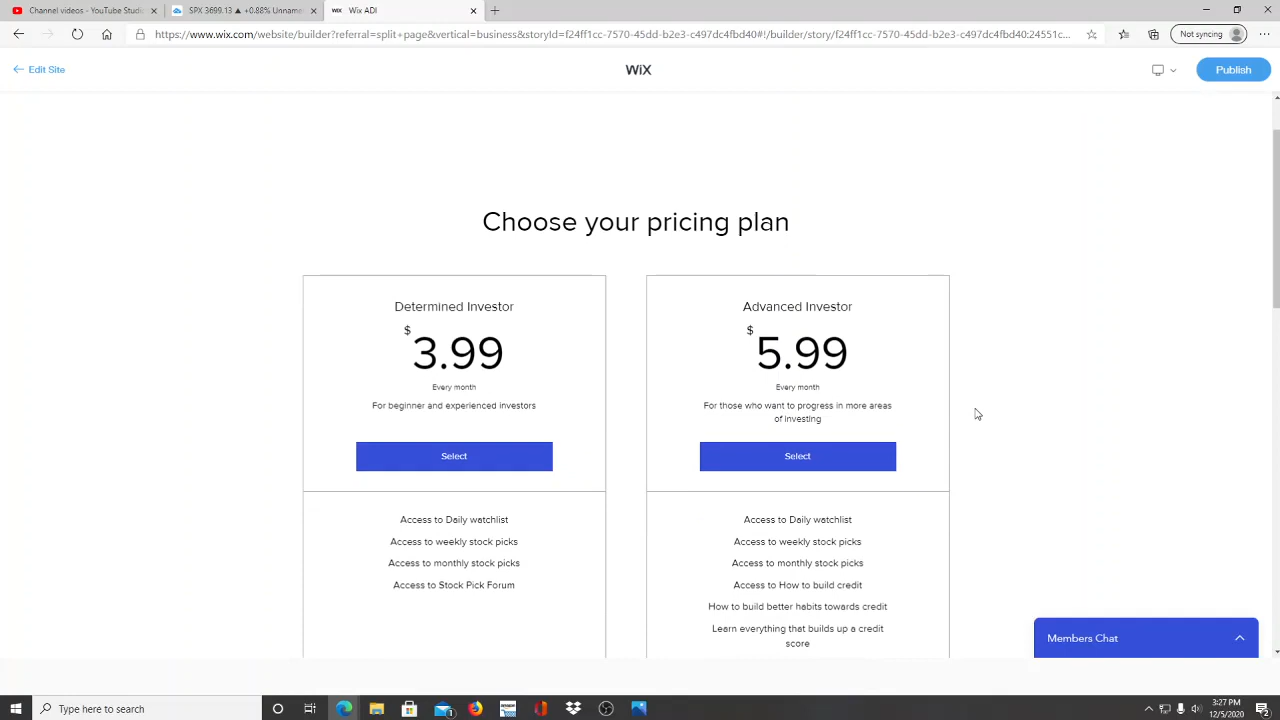 Channel videos - YouTube Studio
SPX 3699.13 ▲ +0.88% Unname
Wix ADI
https://www.wix.com/website/builder?referral=split+page&vertical=business&storyId=f24ff1cc-7570-45dd-b2e3-c497d40fbd40#!/builder/story/f24ff1cc-7570-45dd-b2e3-c497d40fbd40:24551c...
Not syncing
Edit Site
WiX
Publish
Choose your pricing plan
Determined Investor
$
3.99
Every month
For beginner and experienced investors
Select
Access to Daily watchlist
Access to weekly stock picks
Access to monthly stock picks
Access to Stock Pick Forum
Advanced Investor
$
5.99
Every month
For those who want to progress in more areas
of investing
Select
Access to Daily watchlist
Access to weekly stock picks
Access to monthly stock picks
Access to How to build credit
How to build better habits towards credit
Learn everything that builds up a credit
score
Members Chat
Type here to search
3:27 PM
12/5/2020